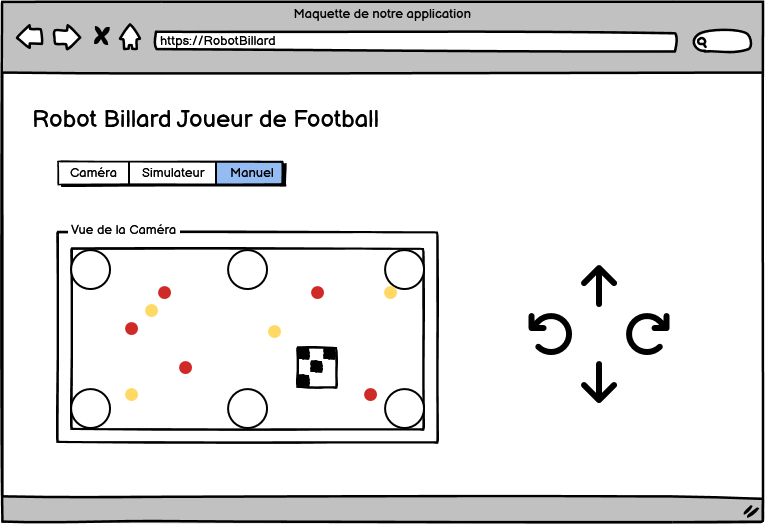 Maquette de notre application
https://RobotBillard
Robot Billard Joueur de Football
Caméra Simulateur Manuel
Vue de la Caméra